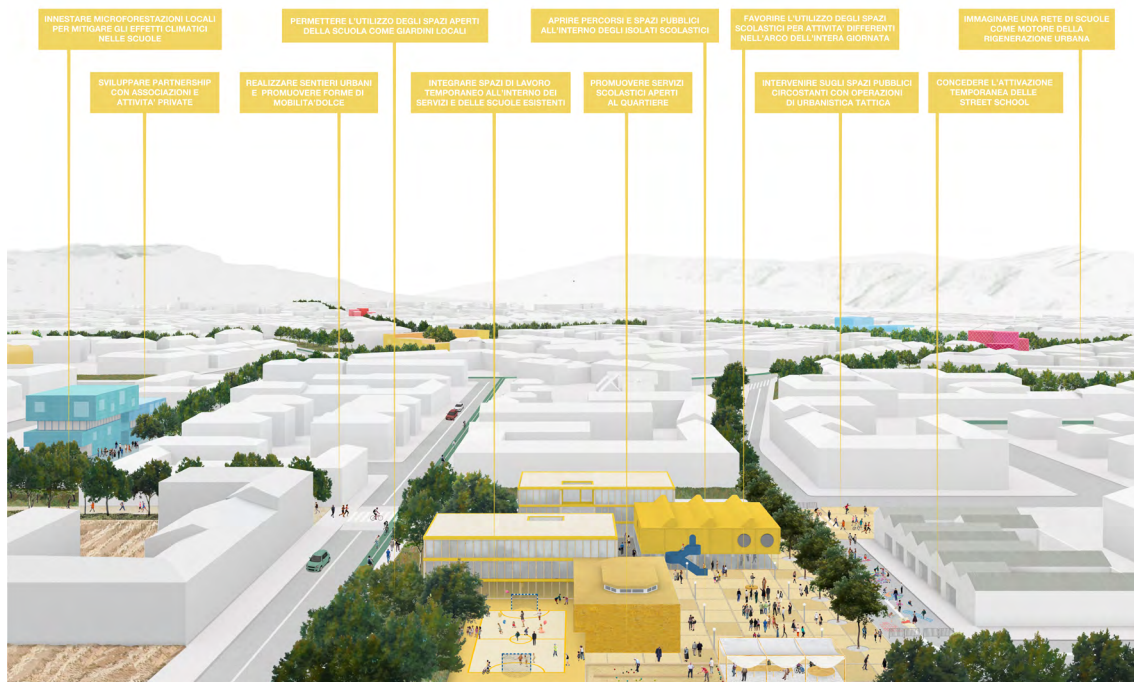 INNESTARE MICROFORESTAZIONI LOCALI
PER MITIGARE GLI EFFETTI CLIMATICI
NELLE SCUOLE
PERMETTERE L'UTILIZZO DEGLI SPAZI APERTI
DELLA SCUOLA COME GIARDINI LOCALI
APRIRE PERCORSI E SPAZI PUBBLICI
ALL'INTERNO DEGLI ISOLATI SCOLASTICI
FAVORIRE L'UTILIZZO DEGLI SPAZI
SCOLASTICI PER ATTIVITA' DIFFERENTI
NELL'ARCO DELL'INTERA GIORNATA
IMMAGINARE UNA RETE DI SCUOLE
COME MOTORE DELLA
RIGENERAZIONE URBANA
SVILUPPARE PARTNERSHIP
CON ASSOCIAZIONI E
ATTIVITA' PRIVATE
REALIZZARE SENTIERI URBANI
E PROMUOVERE FORME DI
MOBILITA'DOLCE
INTEGRARE SPAZI DI LAVORO
TEMPORANEO ALL'INTERNO DEI
SERVIZI E DELLE SCUOLE ESISTENTI
PROMUOVERE SERVIZI
SCOLASTICI APERTI
AL QUARTIERE
INTERVENIRE SUGLI SPAZI PUBBLICI
CIRCOSTANTI CON OPERAZIONI
DI URBANISTICA TATTICA
CONCEDERE L'ATTIVAZIONE
TEMPORANEA DELLE
STREET SCHOOL